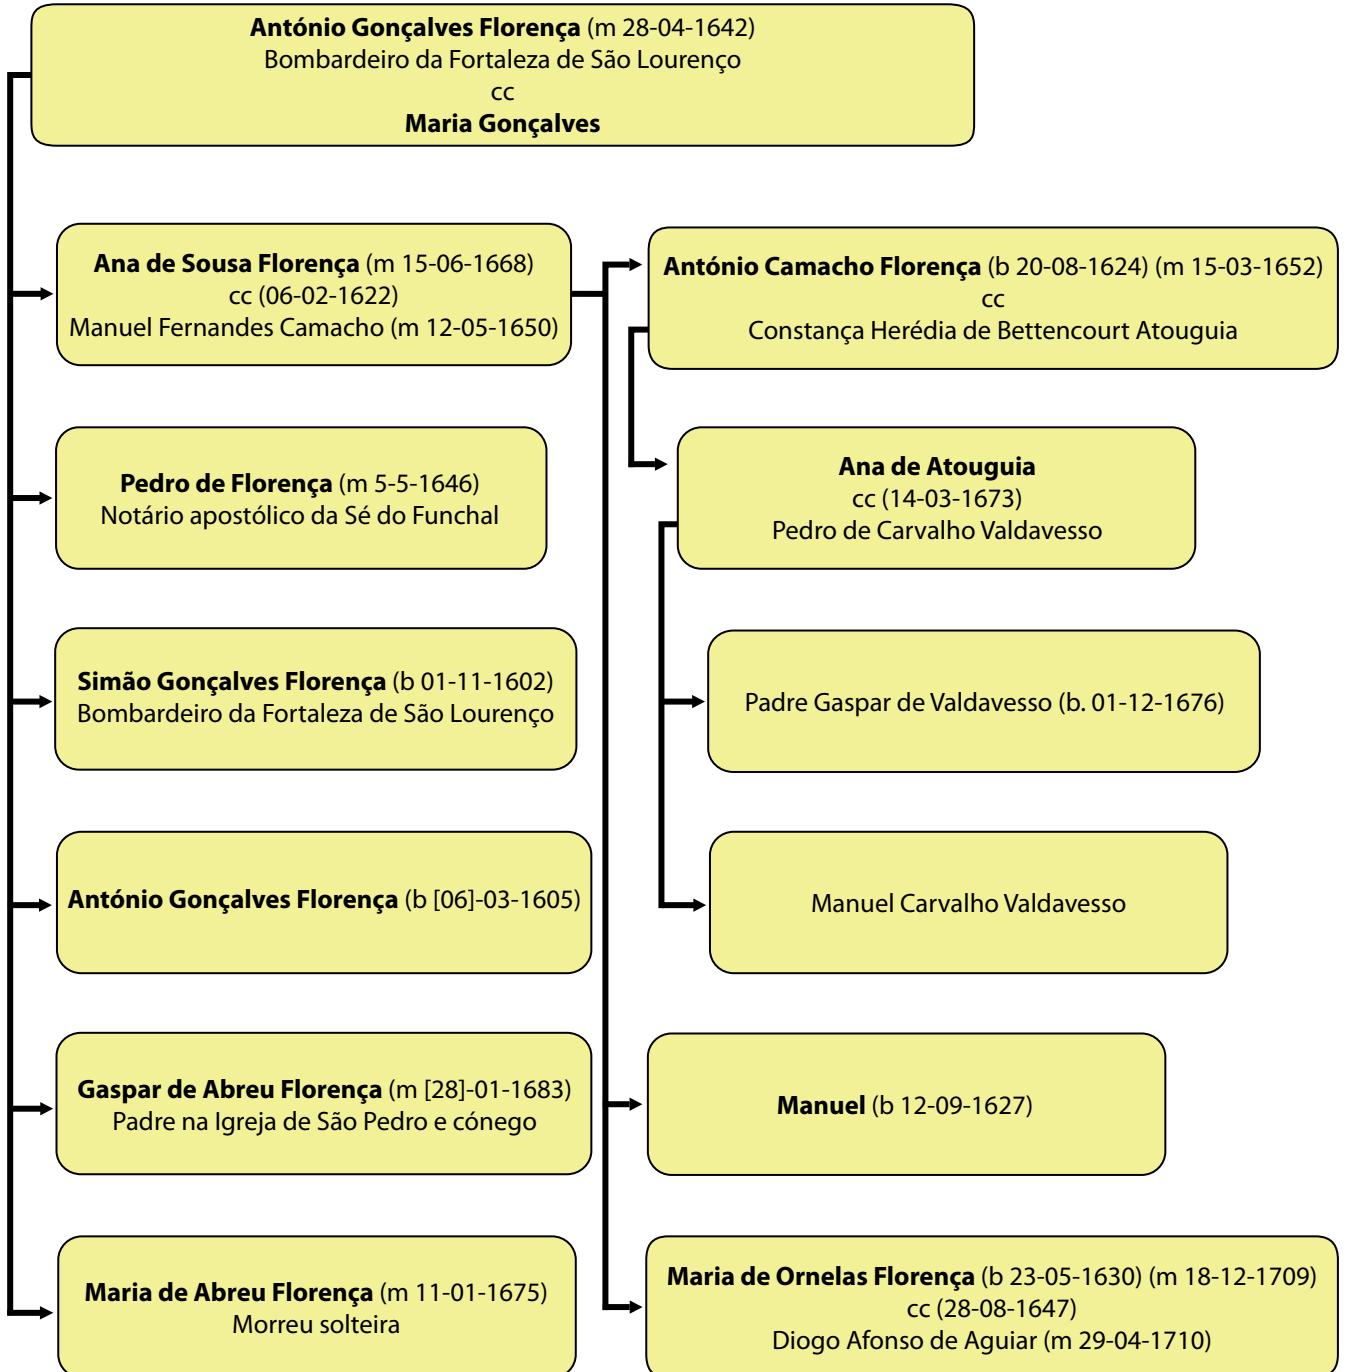 António Gonçalves Florença (m 28-04-1642)
Bombardeiro da Fortaleza de São Lourenço
cc
Maria Gonçalves
Ana de Sousa Florença (m 15-06-1668)
cc (06-02-1622)
Manuel Fernandes Camacho (m 12-05-1650)
Pedro de Florença (m 5-5-1646)
Notário apostólico da Sé do Funchal
Simão Gonçalves Florença (b 01-11-1602)
Bombardeiro da Fortaleza de São Lourenço
António Gonçalves Florença (b [06]-03-1605)
Gaspar de Abreu Florença (m [28]-01-1683)
Padre na Igreja de São Pedro e cónego
Maria de Abreu Florença (m 11-01-1675)
Morreu solteira
António Camacho Florença (b 20-08-1624) (m 15-03-1652)
cc
Constança Herédia de Bettencourt Atouguia
Ana de Atouguia
cc (14-03-1673)
Pedro de Carvalho Valdavesso
Padre Gaspar de Valdavesso (b. 01-12-1676)
Manuel Carvalho Valdavesso
Manuel (b 12-09-1627)
Maria de Ornelas Florença (b 23-05-1630) (m 18-12-1709)
cc (28-08-1647)
Diogo Afonso de Aguiar (m 29-04-1710)